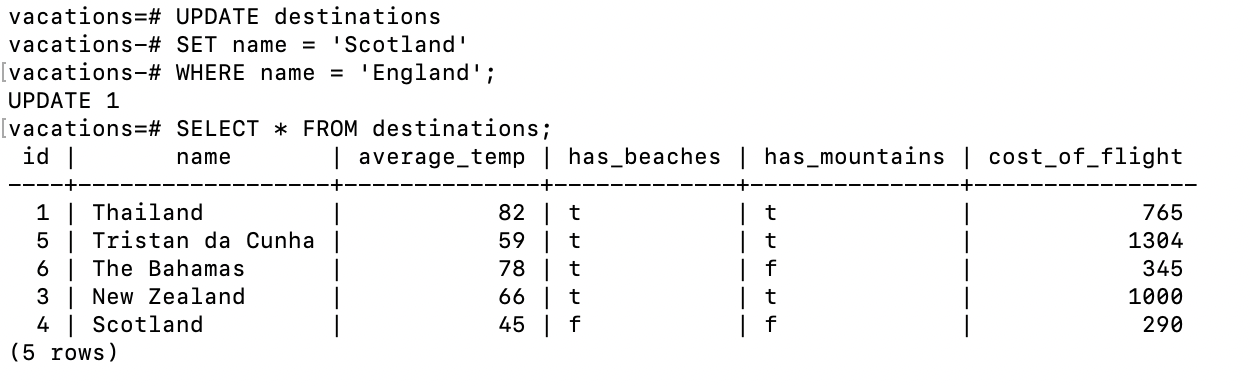 vacations=# UPDATE destinations
vacations-# SET name = 'Scotland'
[vacations-# WHERE name = 'England';
UPDATE 1
[vacations=# SELECT * FROM destinations;
 id |       name       | average_temp | has_beaches | has_mountains | cost_of_flight
----+------------------+--------------+-------------+---------------+----------------
  1 | Thailand         |           82 | t           | t             |            765
  5 | Tristan da Cunha |           59 | t           | t             |           1304
  6 | The Bahamas      |           78 | t           | f             |            345
  3 | New Zealand      |           66 | t           | t             |           1000
  4 | Scotland         |           45 | f           | f             |            290
(5 rows)